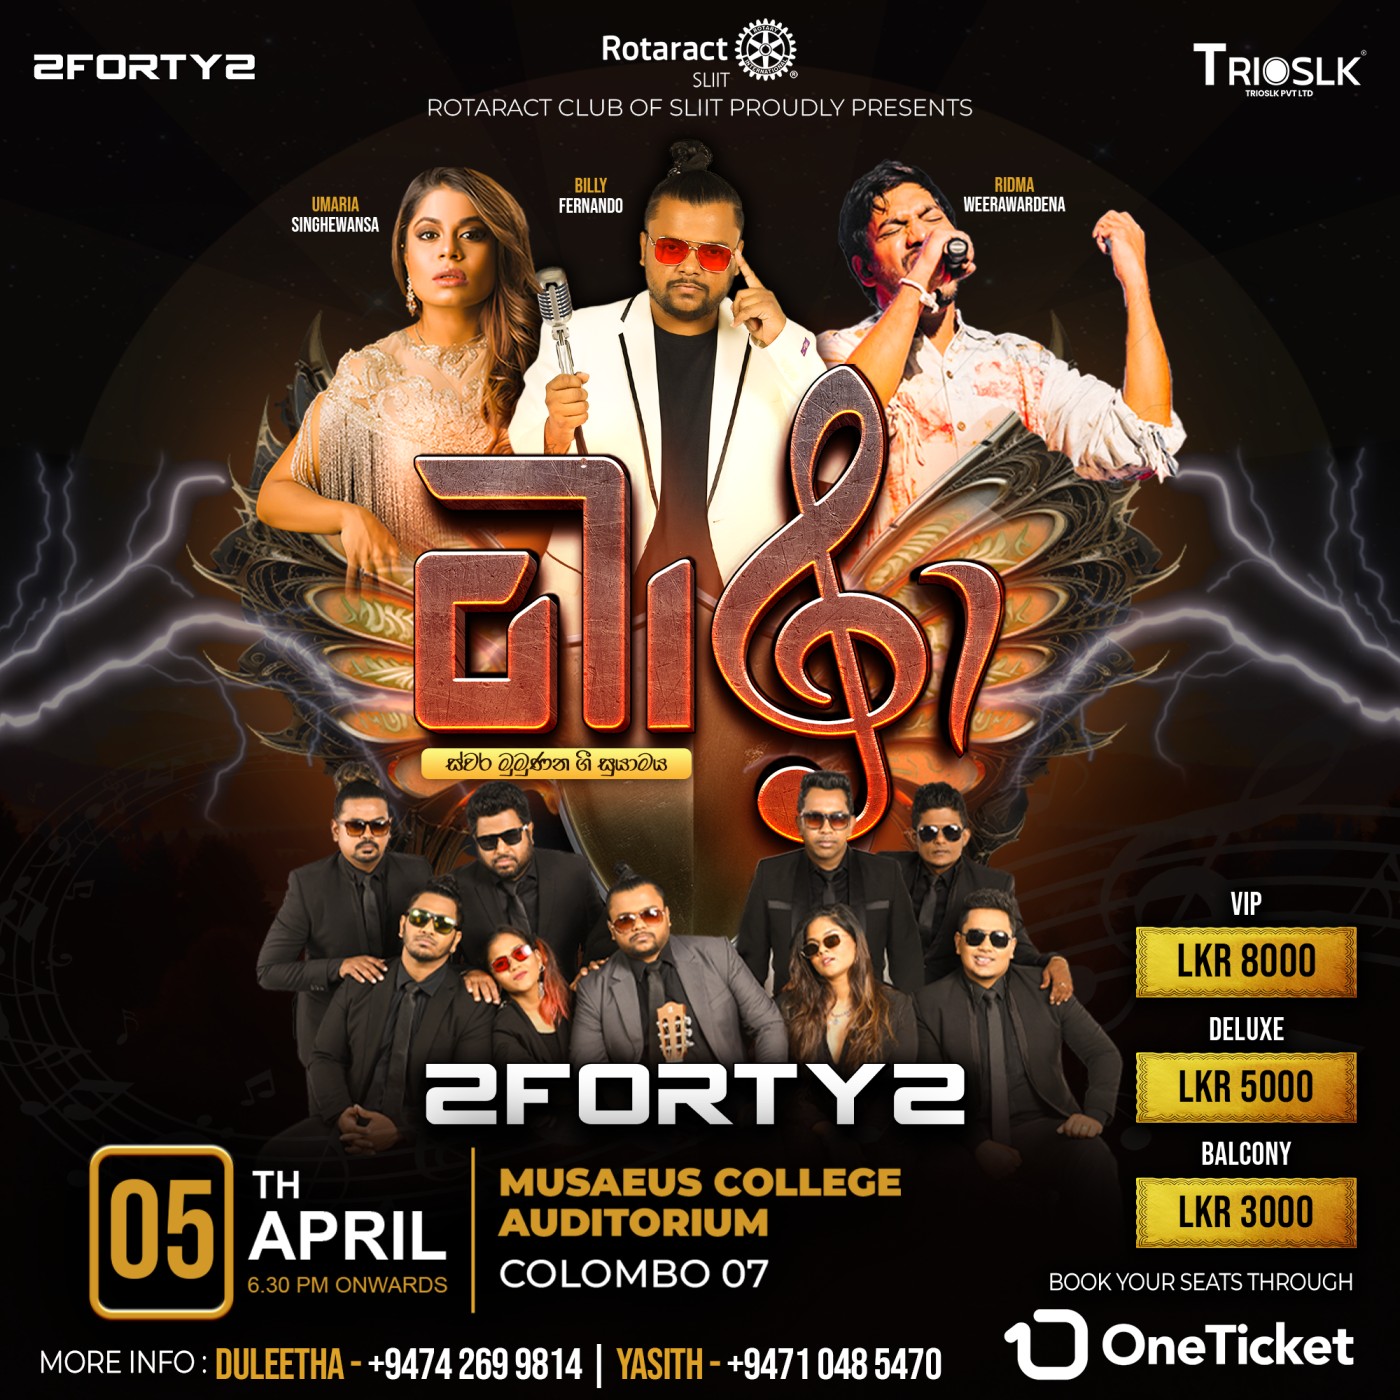 2FORTY2
Rotaract
SLIIT
ROTARY
INTERNATIONAL
TRIOSLK
TRIOSLK PVT LTD
ROTARACT CLUB OF SLIIT PROUDLY PRESENTS
UMARIA
SINGHEWANSA
BILLY
FERNANDO
RIDMA
WEERAWARDENA
ස්වර මුමුණන ගී සුයාමය
2FORTY2
VIP
LKR 8000
DELUXE
LKR 5000
BALCONY
LKR 3000
05
TH
APRIL
6.30 PM ONWARDS
MUSAEUS COLLEGE
AUDITORIUM
COLOMBO 07
BOOK YOUR SEATS THROUGH
OneTicket
MORE INFO : DULEETHA - +9474 269 9814 | YASITH - +9471 048 5470